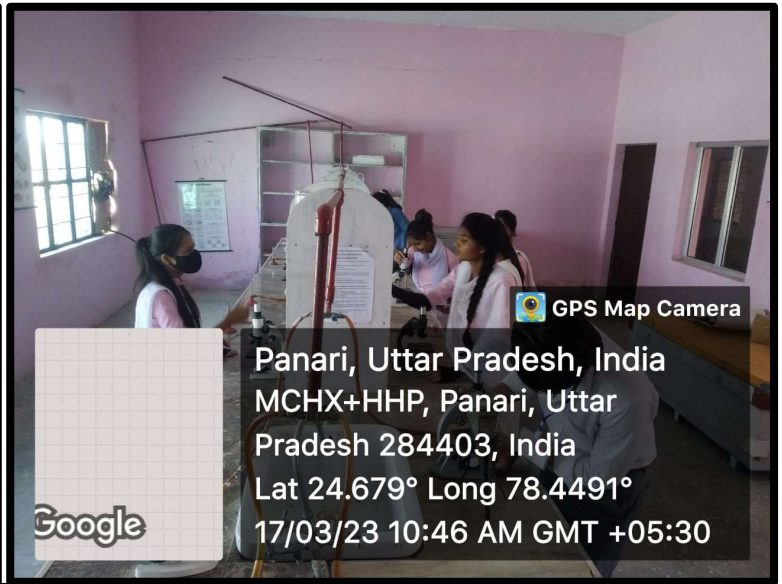 GPS Map Camera
Panari, Uttar Pradesh, India
MCHX+HHP, Panari, Uttar
Pradesh 284403, India
Lat 24.679° Long 78.4491°
17/03/23 10:46 AM GMT +05:30
Google